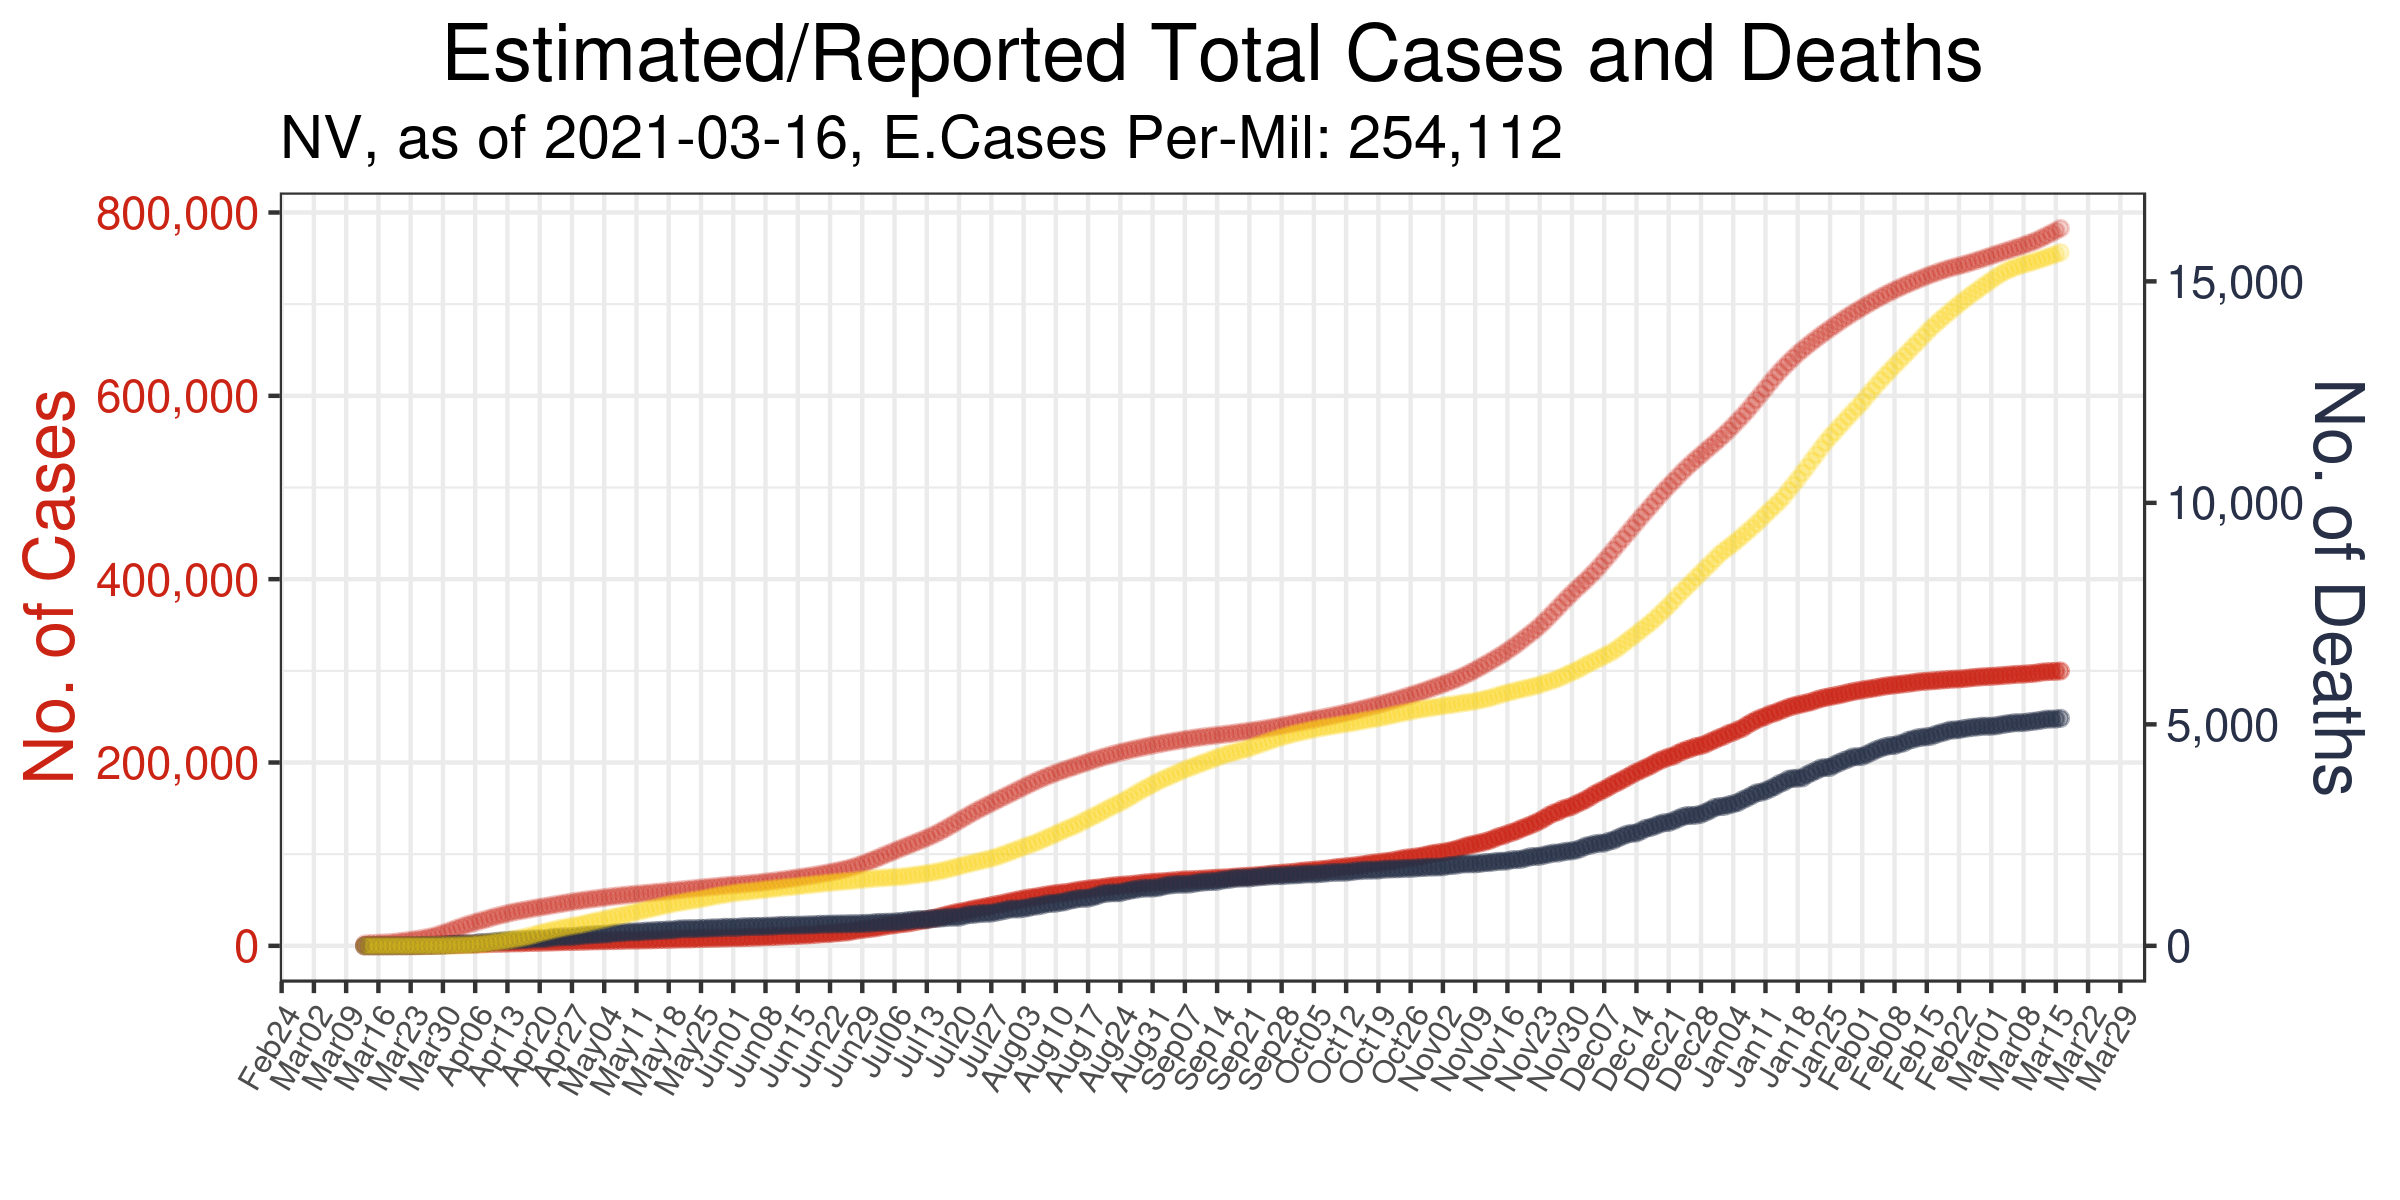 Estimated/Reported Total Cases and Deaths
NV, as of 2021-03-16, E.Cases Per-Mil: 254,112
No. of Cases
800,000
600,000
400,000
200,000
0
15,000
10,000
5,000
0
No. of Deaths
Feb24
Mar02
Mar09
Mar16
Mar23
Mar30
Apr06
Apr13
Apr20
Apr27
May04
May11
May18
May25
Jun01
Jun08
Jun15
Jun22
Jun29
Jul06
Jul13
Jul20
Jul27
Aug03
Aug10
Aug17
Aug24
Aug31
Sep07
Sep14
Sep21
Sep28
Oct05
Oct12
Oct19
Oct26
Nov02
Nov09
Nov16
Nov23
Nov30
Dec07
Dec14
Dec21
Dec28
Jan04
Jan11
Jan18
Jan25
Feb01
Feb08
Feb15
Feb22
Mar01
Mar08
Mar15
Mar22
Mar29